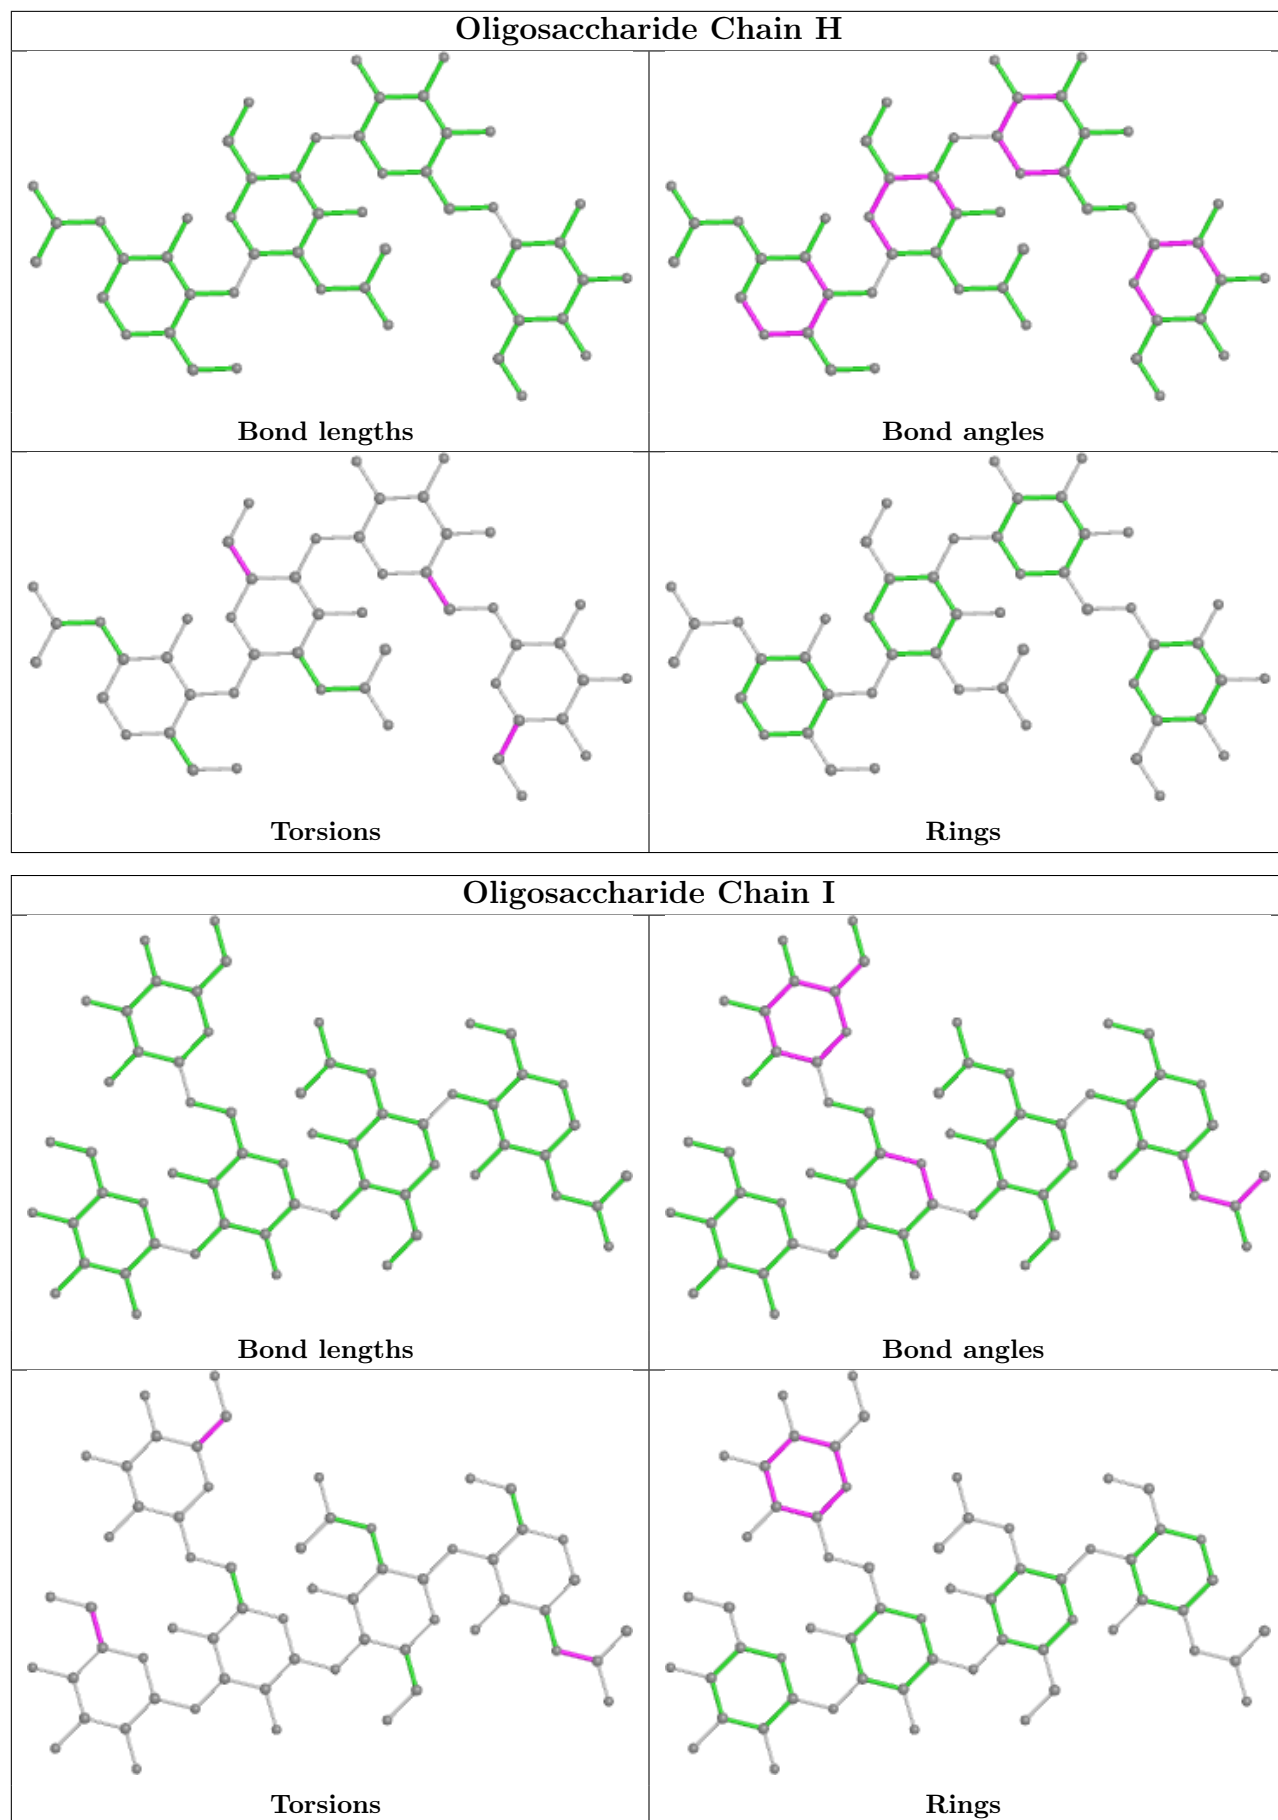 Oligosaccharide Chain H
Bond lengths
Bond angles
Torsions
Rings
Oligosaccharide Chain I
Bond lengths
Bond angles
Torsions
Rings